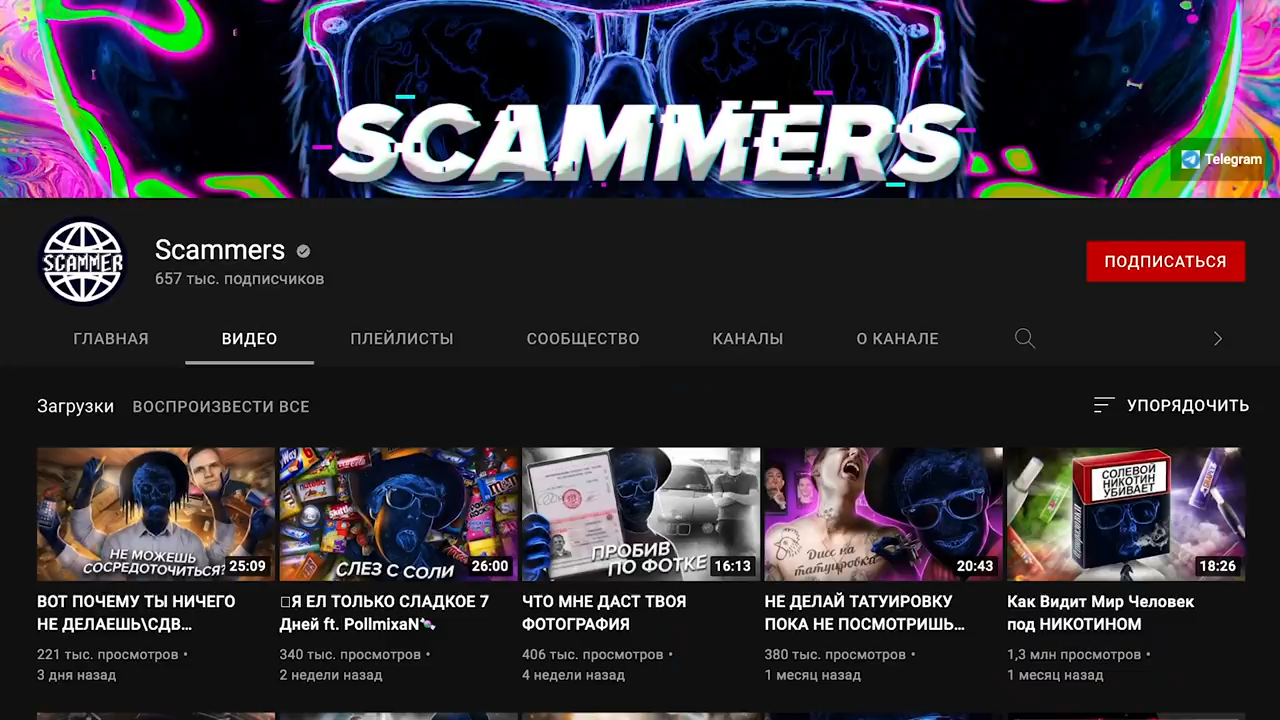 SCAMMERS
Telegram
SCAMMER
Scammers
657 тыс. подписчиков
ПОДПИСАТЬСЯ
ГЛАВНАЯ
ВИДЕО
ПЛЕЙЛИСТЫ
СООБЩЕСТВО
КАНАЛЫ
О КАНАЛЕ
Загрузки
ВОСПРОИЗВЕСТИ ВСЕ
УПОРЯДОЧИТЬ
НЕ МОЖЕШЬ
СОСРЕДОТОЧИТЬСЯ?
25:09
ВОТ ПОЧЕМУ ТЫ НИЧЕГО
НЕ ДЕЛАЕШЬ\СДВ...
221 тыс. просмотров •
3 дня назад
СЛЕЗ С СОЛИ
26:00
Я ЕЛ ТОЛЬКО СЛАДКОЕ 7
Дней ft. PollmixaN🍬
340 тыс. просмотров •
2 недели назад
ПРОБИВ
ПО ФОТКЕ
16:13
ЧТО МНЕ ДАСТ ТВОЯ
ФОТОГРАФИЯ
406 тыс. просмотров •
4 недели назад
Дисс на
татуировка
20:43
НЕ ДЕЛАЙ ТАТУИРОВКУ
ПОКА НЕ ПОСМОТРИШЬ...
380 тыс. просмотров •
1 месяц назад
СОЛЕВОЙ
НИКОТИН
УБИВАЕТ
18:26
Как Видит Мир Человек
под НИКОТИНОМ
1,3 млн просмотров •
1 месяц назад